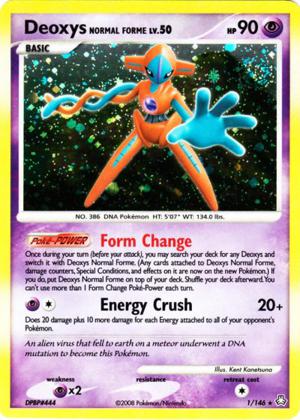 Deoxys NORMAL FORME LV.50 HP 90
BASIC
NO. 386 DNA Pokémon HT: 5'07" WT: 134.0 lbs.
Poké-POWER Form Change
Once during your turn (before your attack), you may search your deck for any Deoxys and
switch it with Deoxys Normal Forme. (Any cards attached to Deoxys Normal Forme,
damage counters, Special Conditions, and effects on it are now on the new Pokémon.) If
you do, put Deoxys Normal Forme on top of your deck. Shuffle your deck afterward. You
can't use more than 1 Form Change Poké-Power each turn.
Energy Crush 20+
Does 20 damage plus 10 more damage for each Energy attached to all of your opponent's
Pokémon.
An alien virus that fell to earth on a meteor underwent a DNA
mutation to become this Pokémon.
Illus. Kent Kanetsuna
weakness resistance retreat cost
×2
DPBP#444 ©2008 Pokémon/Nintendo 1/146 ★